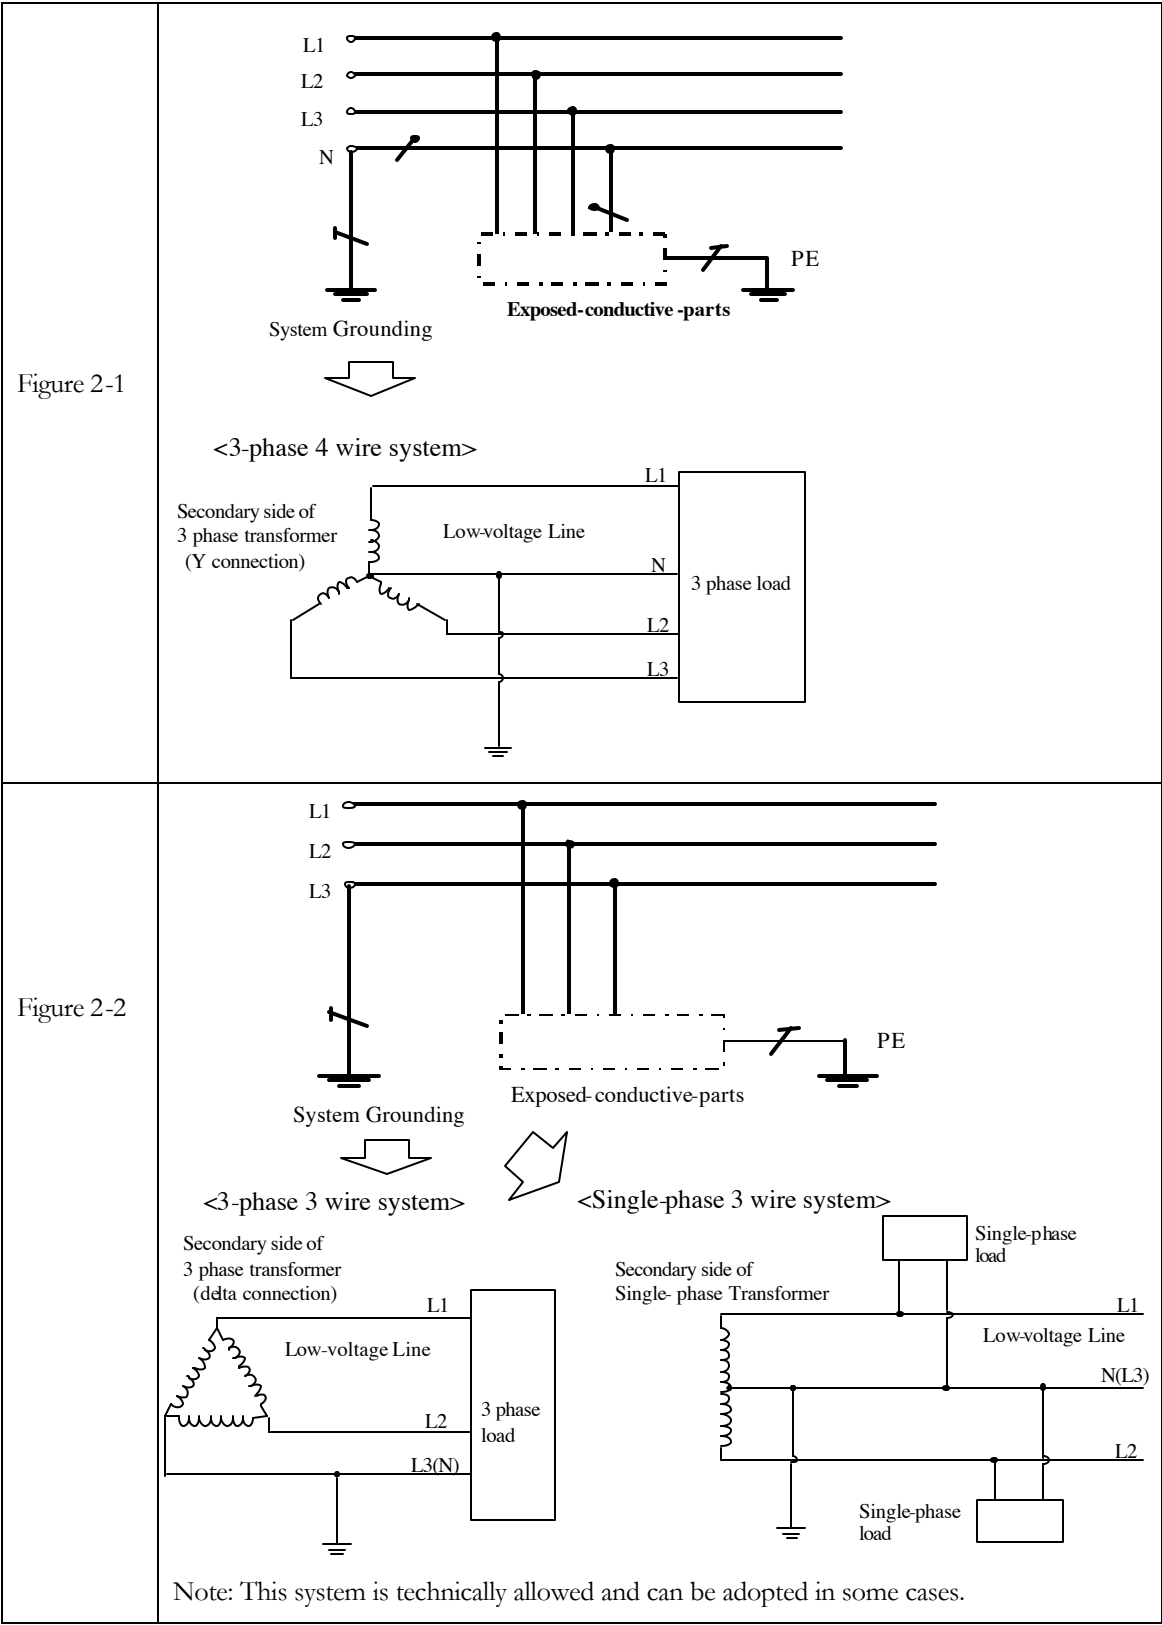 Figure 2-1
L1
L2
L3
N
PE
Exposed-conductive-parts
System Grounding
<3-phase 4 wire system>
Secondary side of
3 phase transformer
(Y connection)
L1
Low-voltage Line
N
3 phase load
L2
L3
Figure 2-2
L1
L2
L3
PE
Exposed-conductive-parts
System Grounding
<3-phase 3 wire system>
Secondary side of
3 phase transformer
(delta connection)
L1
Low-voltage Line
3 phase
load
L2
L3(N)
<Single-phase 3 wire system>
Single-phase
load
Secondary side of
Single-phase Transformer
L1
Low-voltage Line
N(L3)
L2
Single-phase
load
Note: This system is technically allowed and can be adopted in some cases.